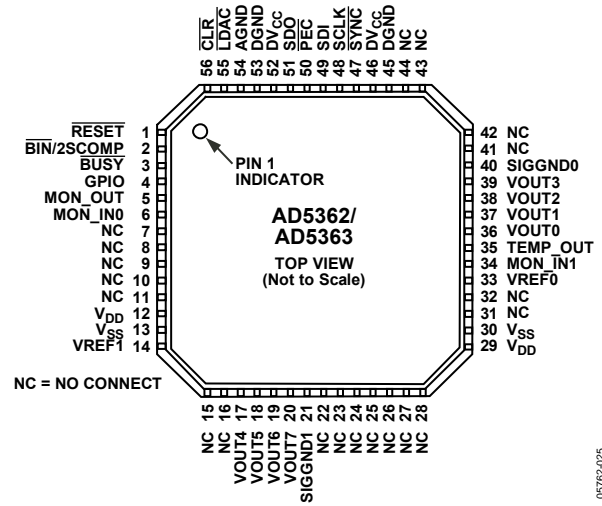 56 CLR
55 LDAC
54 AGND
53 DGND
52 DVCC
51 SDO
50 PEC
49 SDI
48 SCLK
47 SYNC
46 DVCC
45 DGND
44 NC
43 NC
RESET 1
BIN/2SCOMP 2
BUSY 3
GPIO 4
MON_OUT 5
MON_IN0 6
NC 7
NC 8
NC 9
NC 10
NC 11
VDD 12
VSS 13
VREF1 14
PIN 1
INDICATOR
AD5362/
AD5363
TOP VIEW
(Not to Scale)
42 NC
41 NC
40 SIGGND0
39 VOUT3
38 VOUT2
37 VOUT1
36 VOUT0
35 TEMP_OUT
34 MON_IN1
33 VREF0
32 NC
31 NC
30 VSS
29 VDD
NC = NO CONNECT
NC 15
NC 16
VOUT4 17
VOUT5 18
VOUT6 19
VOUT7 20
SIGGND1 21
NC 22
NC 23
NC 24
NC 25
NC 26
NC 27
NC 28
05762-025